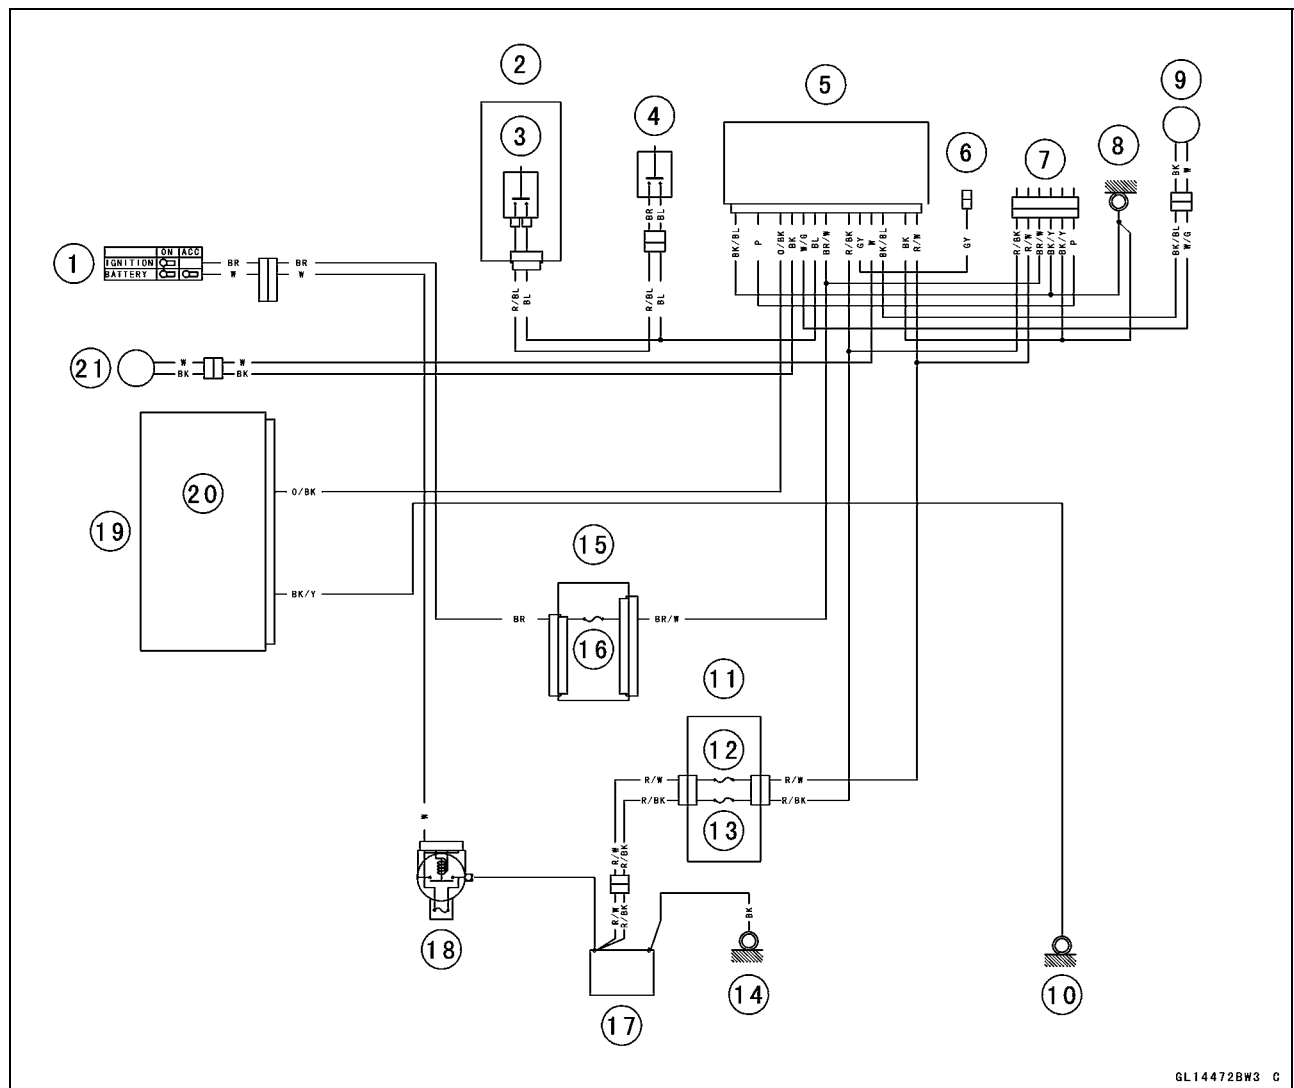 2
5
9
4
3
8
6
7
BK
W
1
ON ACC
IGNITION
BATTERY
BR BR
W W
BR
BL
BK/BL
P
O/BK
BK
W/G
BL
BR/W
R/BK
GY
W
BK/BL
BK
R/W
GY
R/BK
R/W
BR/W
BK/Y
BK/Y
P
BK/BL
W/G
R/BL
BL
R/BL
BL
21
W W
BK BK
20
O/BK
19
15
BK/Y
BR BR/W
16
11
12
R/W R/W
R/BK R/BK
13
W
R/W
R/BK
R/W
R/BK
BK
18
14
10
17
GL14472BW3 C